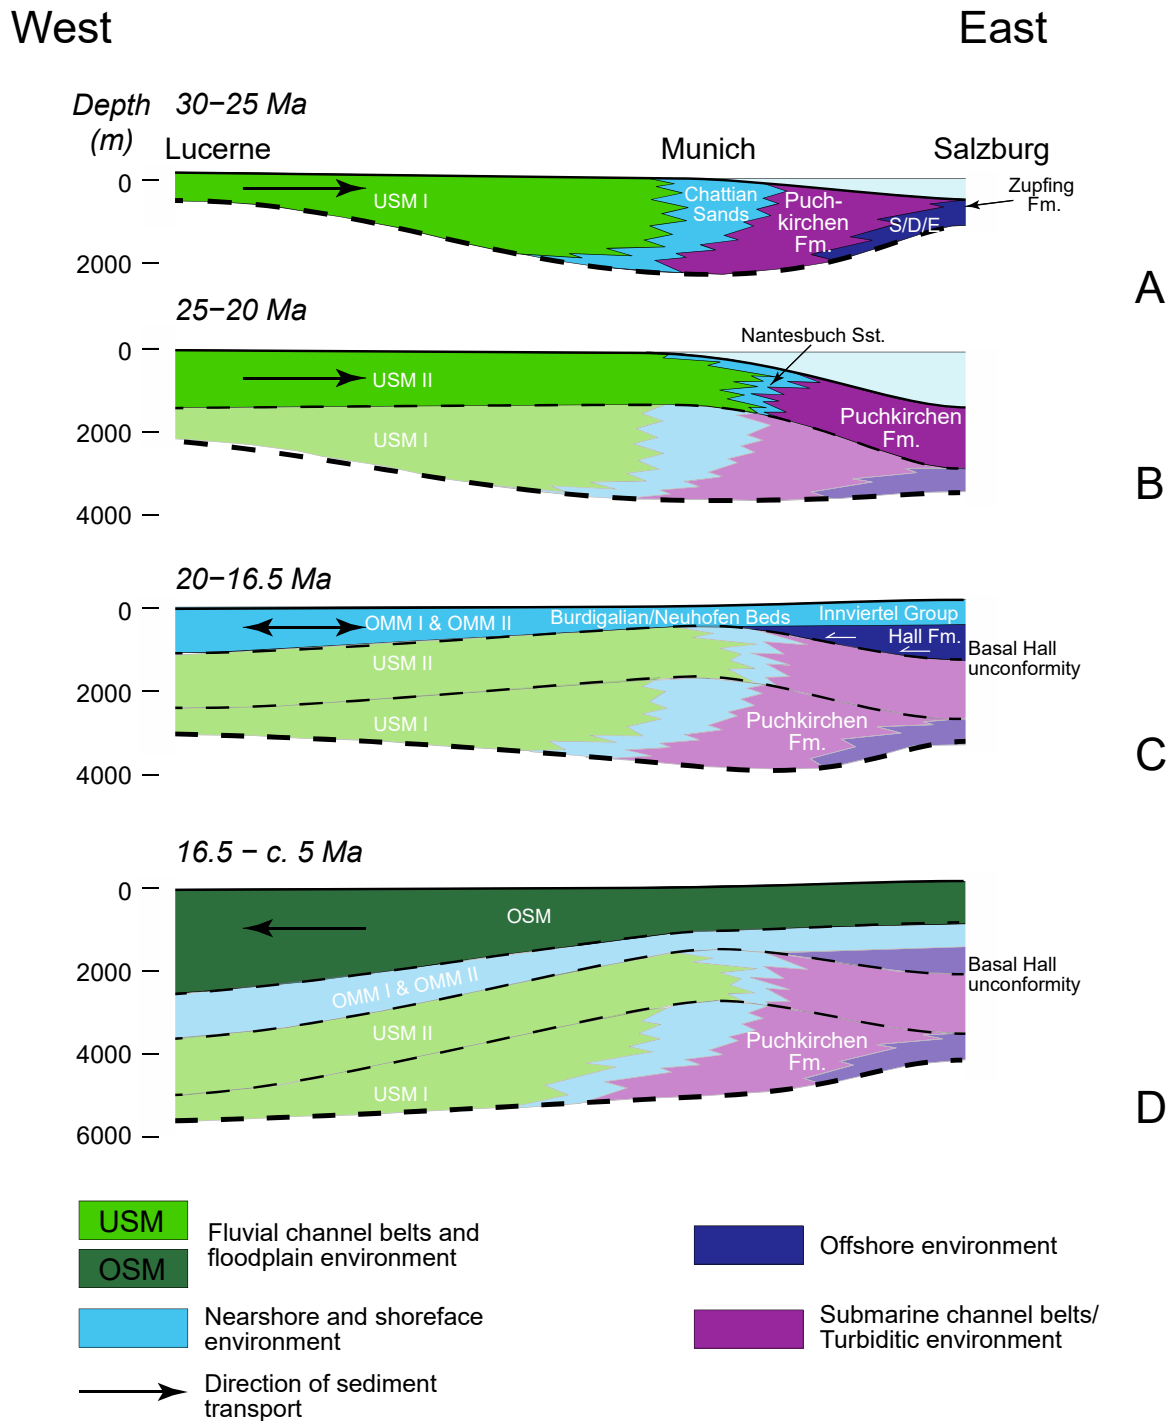 West
East
Depth
(m)
30−25 Ma
Lucerne
Munich
Salzburg
0
2000
USM I
Chattian
Sands
Puch-
kirchen
Fm.
S/D/E
Zupfing
Fm.
A
25−20 Ma
0
2000
4000
Nantesbuch Sst.
USM II
USM I
Puchkirchen
Fm.
B
20−16.5 Ma
0
2000
4000
OMM I & OMM II
Burdigalian/Neuhofen Beds
Innviertel Group
Hall Fm.
Basal Hall
unconformity
USM II
USM I
Puchkirchen
Fm.
C
16.5 − c. 5 Ma
0
2000
4000
6000
OSM
OMM I & OMM II
Basal Hall
unconformity
USM II
USM I
Puchkirchen
Fm.
D
USM
OSM
Fluvial channel belts and
floodplain environment
Offshore environment
Nearshore and shoreface
environment
Submarine channel belts/
Turbiditic environment
Direction of sediment
transport